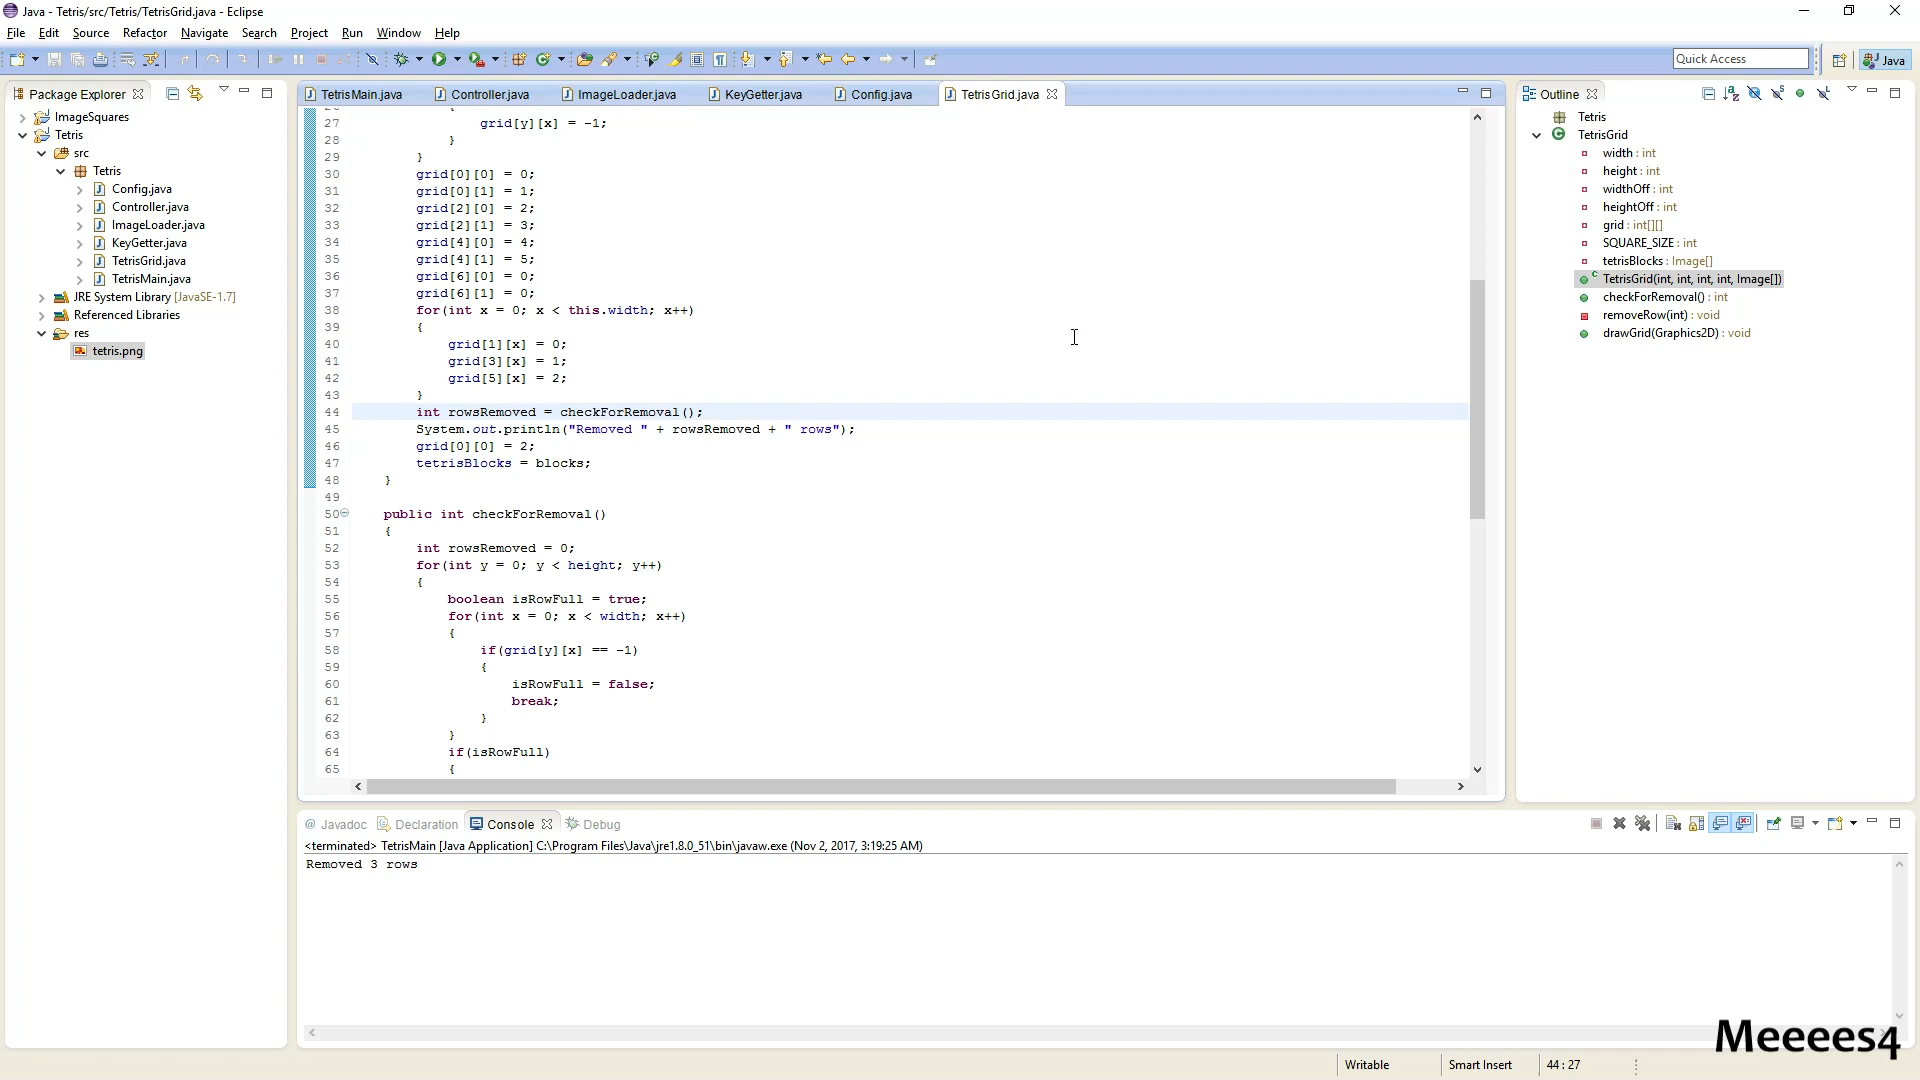 Java - Tetris/src/Tetris/TetrisGrid.java - Eclipse
File Edit Source Refactor Navigate Search Project Run Window Help
Quick Access
Java
Package Explorer
ImageSquares
Tetris
src
Tetris
Config.java
Controller.java
ImageLoader.java
KeyGetter.java
TetrisGrid.java
TetrisMain.java
JRE System Library [JavaSE-1.7]
Referenced Libraries
res
tetris.png
TetrisMain.java Controller.java ImageLoader.java KeyGetter.java Config.java TetrisGrid.java
26 {
27 grid[y][x] = -1;
28 }
29 }
30 grid[0][0] = 0;
31 grid[0][1] = 1;
32 grid[2][0] = 2;
33 grid[2][1] = 3;
34 grid[4][0] = 4;
35 grid[4][1] = 5;
36 grid[6][0] = 0;
37 grid[6][1] = 0;
38 for(int x = 0; x < this.width; x++)
39 {
40 grid[1][x] = 0;
41 grid[3][x] = 1;
42 grid[5][x] = 2;
43 }
44 int rowsRemoved = checkForRemoval();
45 System.out.println("Removed " + rowsRemoved + " rows");
46 grid[0][0] = 2;
47 tetrisBlocks = blocks;
48 }
49
50 public int checkForRemoval()
51 {
52 int rowsRemoved = 0;
53 for(int y = 0; y < height; y++)
54 {
55 boolean isRowFull = true;
56 for(int x = 0; x < width; x++)
57 {
58 if(grid[y][x] == -1)
59 {
60 isRowFull = false;
61 break;
62 }
63 }
64 if(isRowFull)
65 {
Outline
Tetris
TetrisGrid
width : int
height : int
widthOff : int
heightOff : int
grid : int[][]
SQUARE_SIZE : int
tetrisBlocks : Image[]
TetrisGrid(int, int, int, int, Image[])
checkForRemoval() : int
removeRow(int) : void
drawGrid(Graphics2D) : void
@ Javadoc Declaration Console Debug
<terminated> TetrisMain [Java Application] C:\Program Files\Java\jre1.8.0_51\bin\javaw.exe (Nov 2, 2017, 3:19:25 AM)
Removed 3 rows
Meeees4
Writable Smart Insert 44 : 27